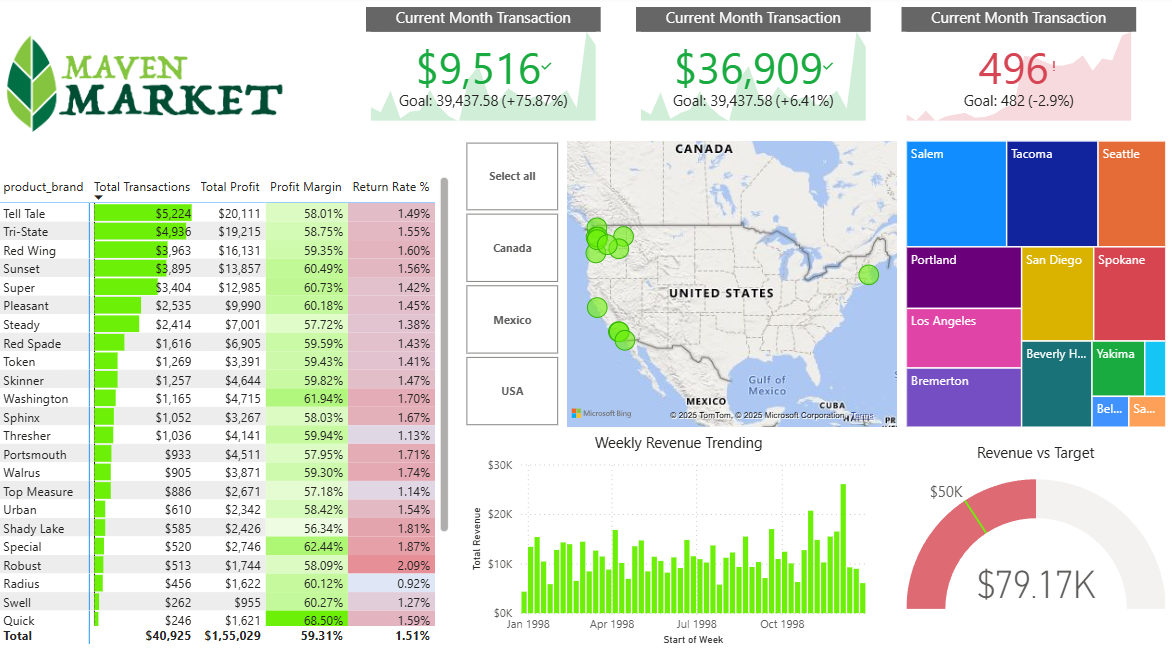 MAVEN
MARKET
Current Month Transaction
$9,516
Goal: 39,437.58 (+75.87%)
Current Month Transaction
$36,909
Goal: 39,437.58 (+6.41%)
Current Month Transaction
496!
Goal: 482 (-2.9%)
product_brand Total Transactions Total Profit Profit Margin Return Rate %
Tell Tale $5,224 $20,111 58.01% 1.49%
Tri-State $4,936 $19,215 58.75% 1.55%
Red Wing $3,963 $16,131 59.35% 1.60%
Sunset $3,895 $13,857 60.49% 1.56%
Super $3,404 $12,985 60.73% 1.42%
Pleasant $2,535 $9,990 60.18% 1.45%
Steady $2,414 $7,001 57.72% 1.38%
Red Spade $1,616 $6,905 59.59% 1.43%
Token $1,269 $3,391 59.43% 1.41%
Skinner $1,257 $4,644 59.82% 1.47%
Washington $1,165 $4,715 61.94% 1.70%
Sphinx $1,052 $3,267 58.03% 1.67%
Thresher $1,036 $4,141 59.94% 1.13%
Portsmouth $933 $4,511 57.95% 1.71%
Walrus $905 $3,871 59.30% 1.74%
Top Measure $886 $2,671 57.18% 1.14%
Urban $610 $2,342 58.42% 1.54%
Shady Lake $585 $2,426 56.34% 1.81%
Special $520 $2,746 62.44% 1.87%
Robust $513 $1,744 58.09% 2.09%
Radius $456 $1,622 60.12% 0.92%
Swell $262 $955 60.27% 1.27%
Quick $246 $1,621 68.50% 1.59%
Total $40,925 $1,55,029 59.31% 1.51%
Select all
Canada
Mexico
USA
CANADA
UNITED STATES
MEXICO
Gulf of
Mexico
CUBA
HAITI
PR
Microsoft Bing
© 2025 TomTom, © 2025 Microsoft Corporation, Terms
Salem
Tacoma
Seattle
Portland
San Diego
Spokane
Los Angeles
Beverly H...
Yakima
Bremerton
Bel...
Sa...
Weekly Revenue Trending
Total Revenue
$30K
$20K
$10K
$0K
Jan 1998 Apr 1998 Jul 1998 Oct 1998
Start of Week
Revenue vs Target
$50K
$79.17K